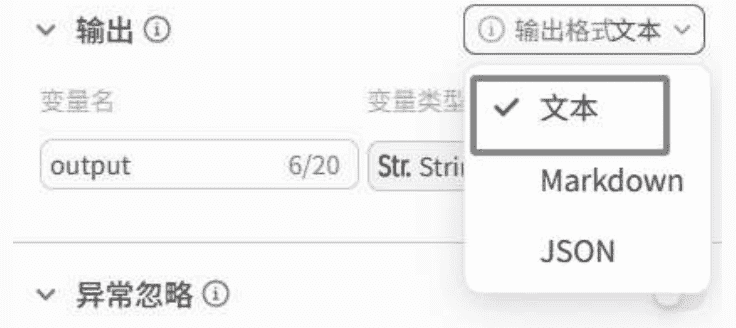 输出 输出格式文本
变量名 变量类型
文本
output 6/20 Str. Stri
Markdown
JSON
异常忽略